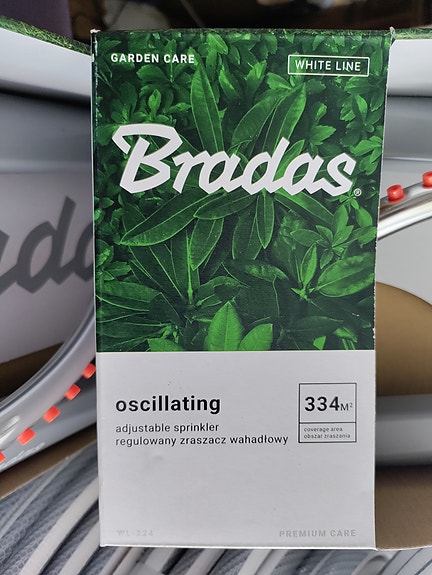 GARDEN CARE
WHITE LINE
Bradas®
oscillating
adjustable sprinkler
regulowany zraszacz wahadłowy
334M²
coverage area
obszar zraszania
PREMIUM CARE